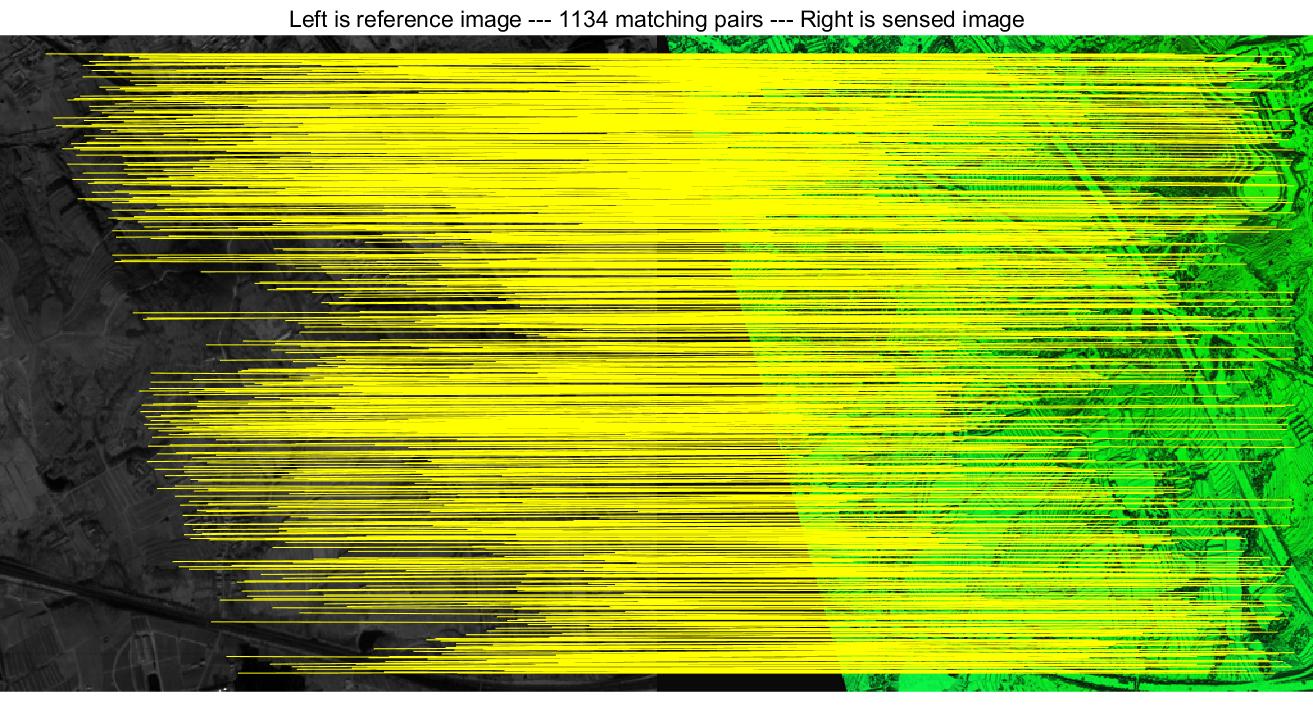 Left is reference image --- 1134 matching pairs --- Right is sensed image